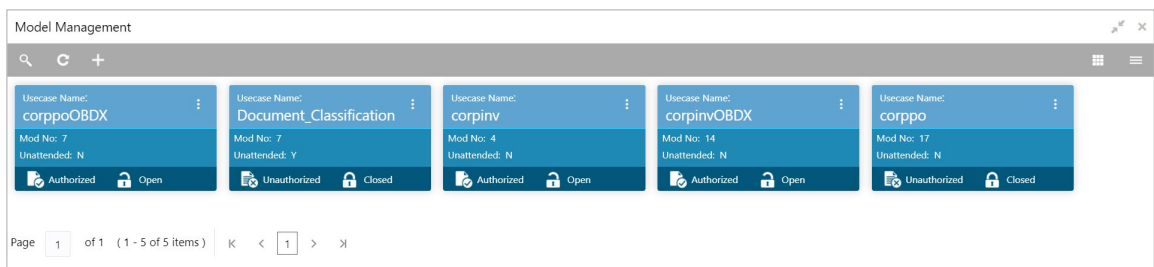 Model Management
Usecase Name:
corppoOBDX
Mod No: 7
Unattended: N
Authorized Open
Usecase Name:
Document_Classification
Mod No: 7
Unattended: Y
Unauthorized Closed
Usecase Name:
corpinv
Mod No: 4
Unattended: N
Authorized Open
Usecase Name:
corpinvOBDX
Mod No: 14
Unattended: N
Authorized Open
Usecase Name:
corppo
Mod No: 17
Unattended: N
Unauthorized Closed
Page 1 of 1 ( 1 - 5 of 5 items ) 1